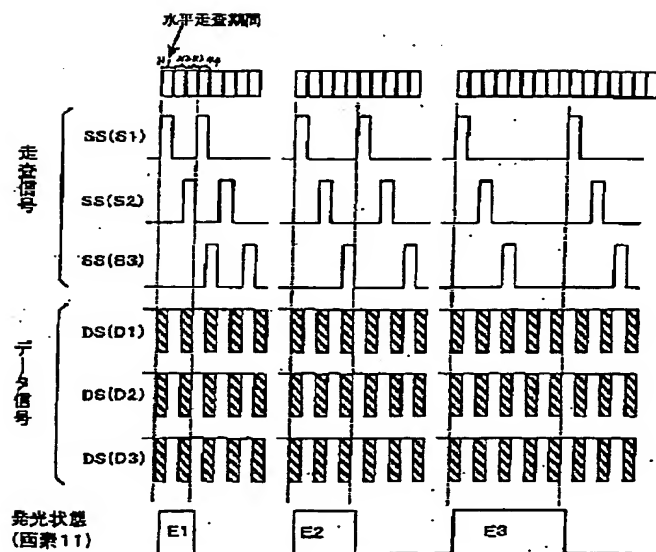 水平走査期間
走査信号
SS(S1)
SS(S2)
SS(S3)
データ信号
DS(D1)
DS(D2)
DS(D3)
発光状態
(画素11)
E1
E2
E3